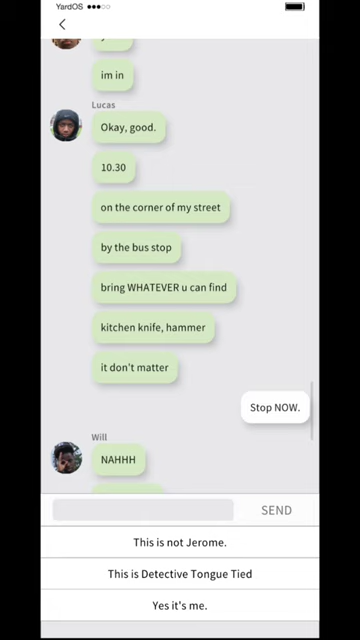 YardOS
im in
Lucas
Okay, good.
10.30
on the corner of my street
by the bus stop
bring WHATEVER u can find
kitchen knife, hammer
it don't matter
Stop NOW.
Will
NAHHH
SEND
This is not Jerome.
This is Detective Tongue Tied
Yes it's me.